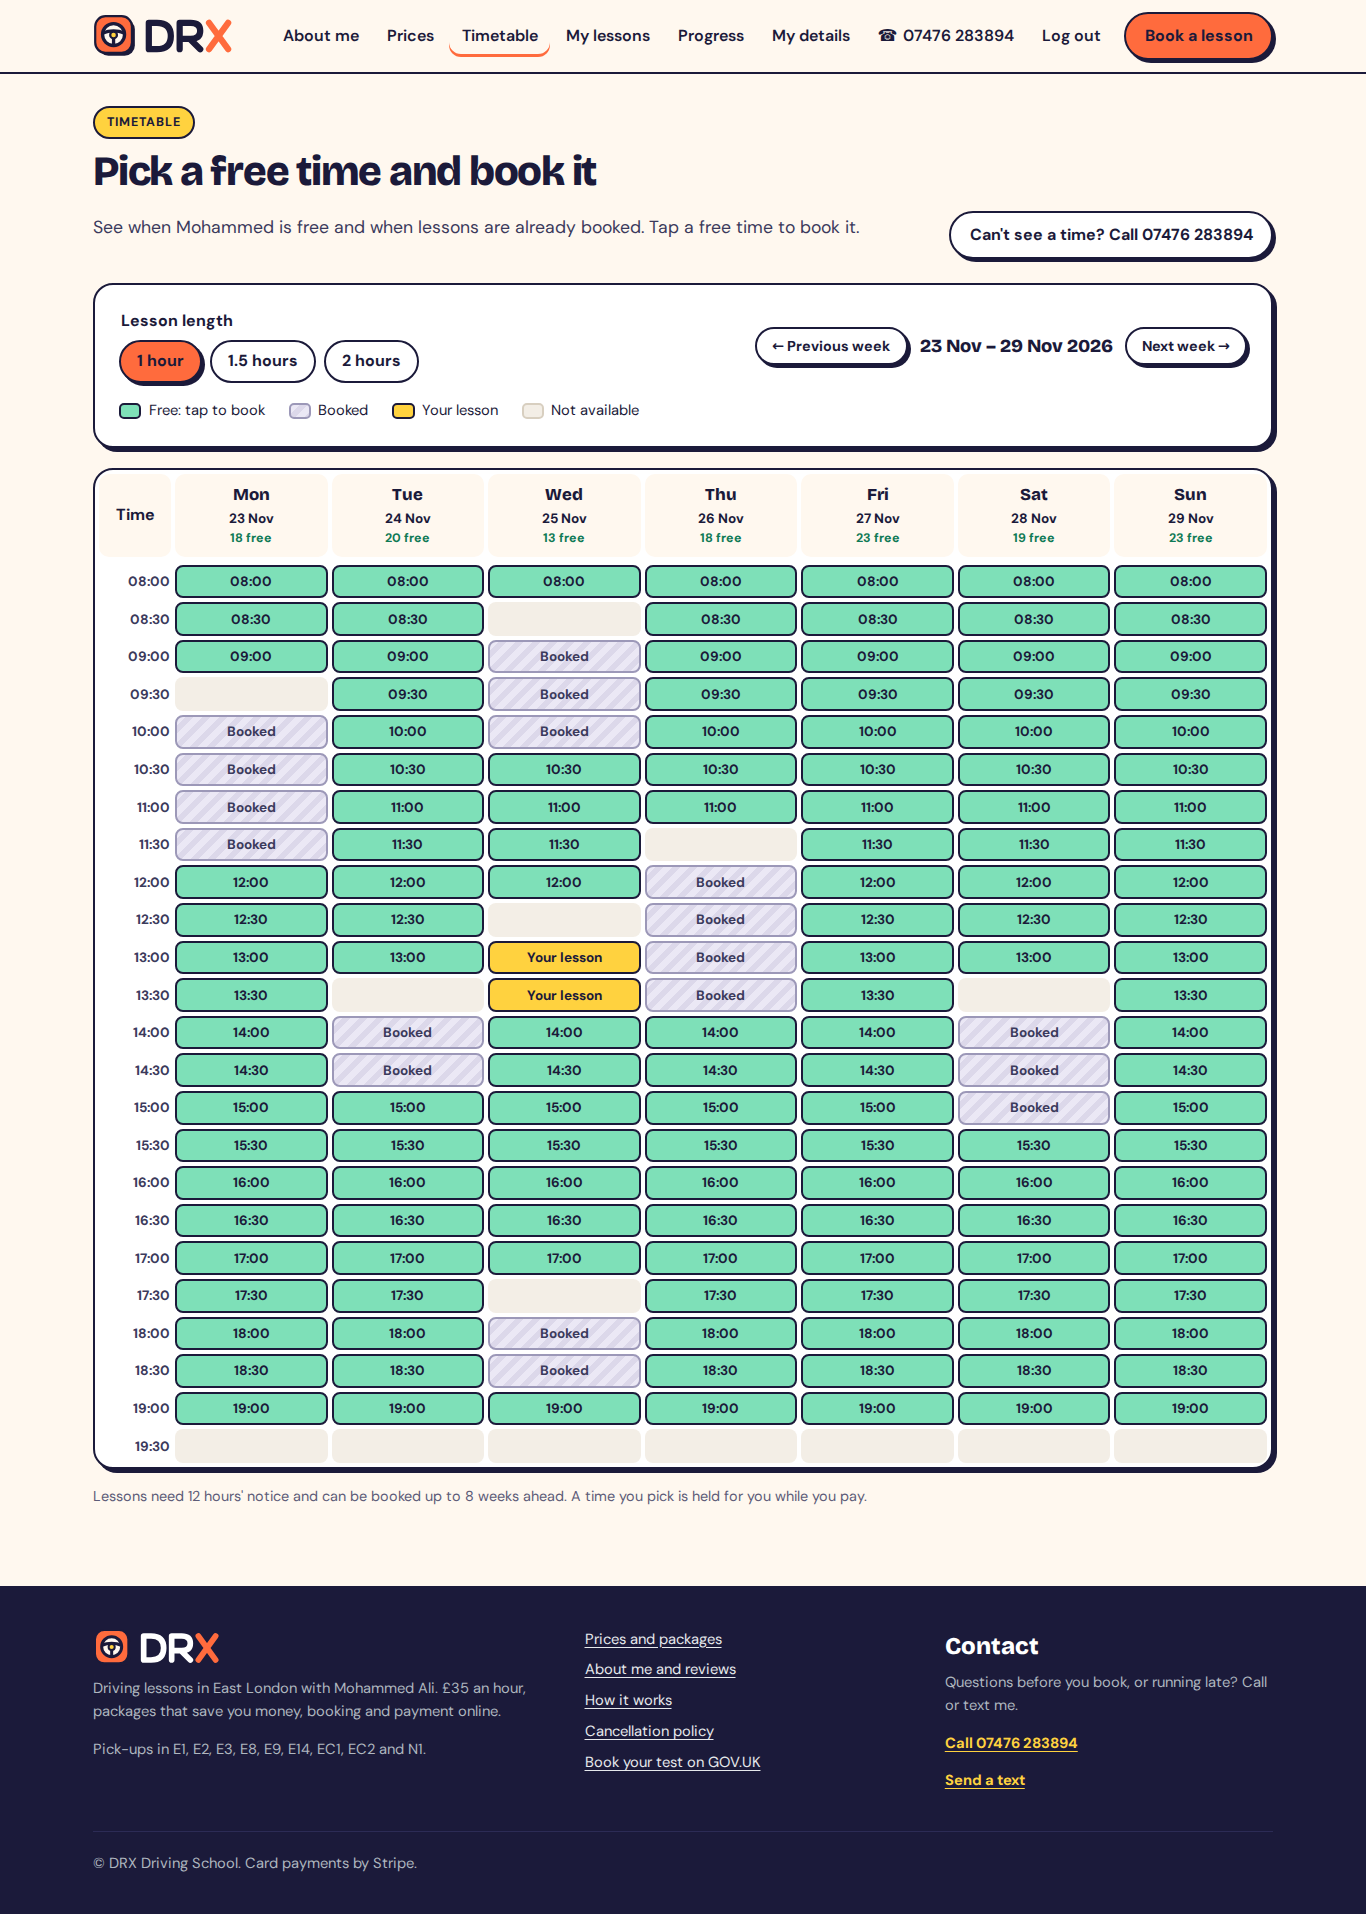 DRX
About me
Prices
Timetable
My lessons
Progress
My details
☎ 07476 283894
Log out
Book a lesson
TIMETABLE
Pick a free time and book it
See when Mohammed is free and when lessons are already booked. Tap a free time to book it.
Can't see a time? Call 07476 283894
Lesson length
1 hour
1.5 hours
2 hours
← Previous week
23 Nov – 29 Nov 2026
Next week →
Free: tap to book
Booked
Your lesson
Not available
Time Mon Tue Wed Thu Fri Sat Sun
23 Nov 24 Nov 25 Nov 26 Nov 27 Nov 28 Nov 29 Nov
18 free 20 free 13 free 18 free 23 free 19 free 23 free
08:00 08:00 08:00 08:00 08:00 08:00 08:00 08:00
08:30 08:30 08:30 08:30 08:30 08:30 08:30
09:00 09:00 09:00 Booked 09:00 09:00 09:00 09:00
09:30 09:30 Booked 09:30 09:30 09:30 09:30
10:00 Booked 10:00 Booked 10:00 10:00 10:00 10:00
10:30 Booked 10:30 10:30 10:30 10:30 10:30 10:30
11:00 Booked 11:00 11:00 11:00 11:00 11:00 11:00
11:30 Booked 11:30 11:30 11:30 11:30 11:30
12:00 12:00 12:00 12:00 Booked 12:00 12:00 12:00
12:30 12:30 12:30 Booked 12:30 12:30 12:30
13:00 13:00 13:00 Your lesson Booked 13:00 13:00 13:00
13:30 13:30 Your lesson Booked 13:30 13:30
14:00 14:00 Booked 14:00 14:00 14:00 Booked 14:00
14:30 14:30 Booked 14:30 14:30 14:30 Booked 14:30
15:00 15:00 15:00 15:00 15:00 15:00 Booked 15:00
15:30 15:30 15:30 15:30 15:30 15:30 15:30 15:30
16:00 16:00 16:00 16:00 16:00 16:00 16:00 16:00
16:30 16:30 16:30 16:30 16:30 16:30 16:30 16:30
17:00 17:00 17:00 17:00 17:00 17:00 17:00 17:00
17:30 17:30 17:30 17:30 17:30 17:30 17:30
18:00 18:00 18:00 Booked 18:00 18:00 18:00 18:00
18:30 18:30 18:30 Booked 18:30 18:30 18:30 18:30
19:00 19:00 19:00 19:00 19:00 19:00 19:00 19:00
19:30
Lessons need 12 hours' notice and can be booked up to 8 weeks ahead. A time you pick is held for you while you pay.
DRX
Driving lessons in East London with Mohammed Ali. £35 an hour,
packages that save you money, booking and payment online.
Pick-ups in E1, E2, E3, E8, E9, E14, EC1, EC2 and N1.
Prices and packages
About me and reviews
How it works
Cancellation policy
Book your test on GOV.UK
Contact
Questions before you book, or running late? Call
or text me.
Call 07476 283894
Send a text
© DRX Driving School. Card payments by Stripe.